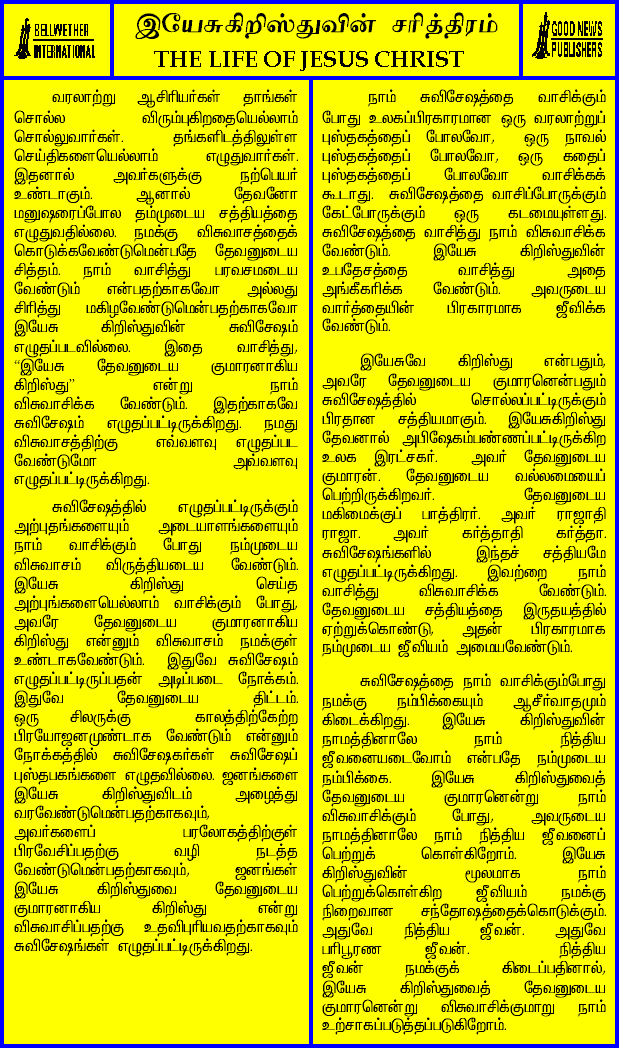 BELLWETHER
INTERNATIONAL
இயேசுகிறிஸ்துவின் சரித்திரம்
THE LIFE OF JESUS CHRIST
GOOD NEWS
PUBLISHERS
வரலாற்று ஆசிரியர்கள் தாங்கள்
சொல்ல விரும்புகிறதையெல்லாம்
சொல்லுவார்கள். தங்களிடத்திலுள்ள
செய்திகளையெல்லாம் எழுதுவார்கள்.
இதனால் அவர்களுக்கு நற்பெயர்
உண்டாகும். ஆனால் தேவனோ
மனுஷரைப்போல தம்முடைய சத்தியத்தை
எழுதுவதில்லை. நமக்கு விசுவாசத்தைக்
கொடுக்கவேண்டுமென்பதே தேவனுடைய
சித்தம். நாம் வாசித்து பரவசமடைய
வேண்டும் என்பதற்காகவோ அல்லது
சிரித்து மகிழவேண்டுமென்பதற்காகவோ
இயேசு கிறிஸ்துவின் சுவிசேஷம்
எழுதப்படவில்லை. இதை வாசித்து,
“இயேசு தேவனுடைய குமாரனாகிய
கிறிஸ்து” என்று நாம்
விசுவாசிக்க வேண்டும். இதற்காகவே
சுவிசேஷம் எழுதப்பட்டிருக்கிறது. நமது
விசுவாசத்திற்கு எவ்வளவு எழுதப்பட
வேண்டுமோ அவ்வளவு
எழுதப்பட்டிருக்கிறது.
சுவிசேஷத்தில் எழுதப்பட்டிருக்கும்
அற்புதங்களையும் அடையாளங்களையும்
நாம் வாசிக்கும் போது நம்முடைய
விசுவாசம் விருத்தியடைய வேண்டும்.
இயேசு கிறிஸ்து செய்த
அற்புங்களையெல்லாம் வாசிக்கும் போது,
அவரே தேவனுடைய குமாரனாகிய
கிறிஸ்து என்னும் விசுவாசம் நமக்குள்
உண்டாகவேண்டும். இதுவே சுவிசேஷம்
எழுதப்பட்டிருப்பதன் அடிப்படை நோக்கம்.
இதுவே தேவனுடைய திட்டம்.
ஒரு சிலருக்கு காலத்திற்கேற்ற
பிரயோஜனமுண்டாக வேண்டும் என்னும்
நோக்கத்தில் சுவிசேஷகர்கள் சுவிசேஷப்
புஸ்தபகங்களை எழுதவில்லை. ஜனங்களை
இயேசு கிறிஸ்துவிடம் அழைத்து
வரவேண்டுமென்பதற்காகவும்,
அவர்களைப் பரலோகத்திற்குள்
பிரவேசிப்பதற்கு வழி நடத்த
வேண்டுமென்பதற்காகவும், ஜனங்கள்
இயேசு கிறிஸ்துவை தேவனுடைய
குமாரனாகிய கிறிஸ்து என்று
விசுவாசிப்பதற்கு உதவிபுரியவதற்காகவும்
சுவிசேஷங்கள் எழுதப்பட்டிருக்கிறது.
நாம் சுவிசேஷத்தை வாசிக்கும்
போது உலகப்பிரகாரமான ஒரு வரலாற்றுப்
புஸ்தகத்தைப் போலவோ, ஒரு நாவல்
புஸ்தகத்தைப் போலவோ, ஒரு கதைப்
புஸ்தகத்தைப் போலவோ வாசிக்கக்
கூடாது. சுவிசேஷத்தை வாசிப்போருக்கும்
கேட்போருக்கும் ஒரு கடமையுள்ளது.
சுவிசேஷத்தை வாசித்து நாம் விசுவாசிக்க
வேண்டும். இயேசு கிறிஸ்துவின்
உபதேசத்தை வாசித்து அதை
அங்கீகரிக்க வேண்டும். அவருடைய
வார்த்தையின் பிரகாரமாக ஜீவிக்க
வேண்டும்.
இயேசுவே கிறிஸ்து என்பதும்,
அவரே தேவனுடைய குமாரனென்பதும்
சுவிசேஷத்தில் சொல்லப்பட்டிருக்கும்
பிரதான சத்தியமாகும். இயேசுகிறிஸ்து
தேவனால் அபிஷேகம்பண்ணப்பட்டிருக்கிற
உலக இரட்சகர். அவர் தேவனுடைய
குமாரன். தேவனுடைய வல்லமையைப்
பெற்றிருக்கிறவர். தேவனுடைய
மகிமைக்குப் பாத்திரர். அவர் ராஜாதி
ராஜா. அவர் கர்த்தாதி கர்த்தா.
சுவிசேஷங்களில் இந்தச் சத்தியமே
எழுதப்பட்டிருக்கிறது. இவற்றை நாம்
வாசித்து விசுவாசிக்க வேண்டும்.
தேவனுடைய சத்தியத்தை இருதயத்தில்
ஏற்றுக்கொண்டு, அதன் பிரகாரமாக
நம்முடைய ஜீவியம் அமையவேண்டும்.
சுவிசேஷத்தை நாம் வாசிக்கும்போது
நமக்கு நம்பிக்கையும் ஆசீர்வாதமும்
கிடைக்கிறது. இயேசு கிறிஸ்துவின்
நாமத்தினாலே நாம் நித்திய
ஜீவனையடைவோம் என்பதே நம்முடைய
நம்பிக்கை. இயேசு கிறிஸ்துவைத்
தேவனுடைய குமாரனென்று நாம்
விசுவாசிக்கும் போது, அவருடைய
நாமத்தினாலே நாம் நித்திய ஜீவனைப்
பெற்றுக் கொள்கிறோம். இயேசு
கிறிஸ்துவின் மூலமாக நாம்
பெற்றுக்கொள்கிற ஜீவியம் நமக்கு
நிறைவான சந்தோஷத்தைக்கொடுக்கும்.
அதுவே நித்திய ஜீவன். அதுவே
பரிபூரண ஜீவன். நித்திய
ஜீவன் நமக்குக் கிடைப்பதினால்,
இயேசு கிறிஸ்துவைத் தேவனுடைய
குமாரனென்று விசுவாசிக்குமாறு நாம்
உற்சாகப்படுத்தப்படுகிறோம்.